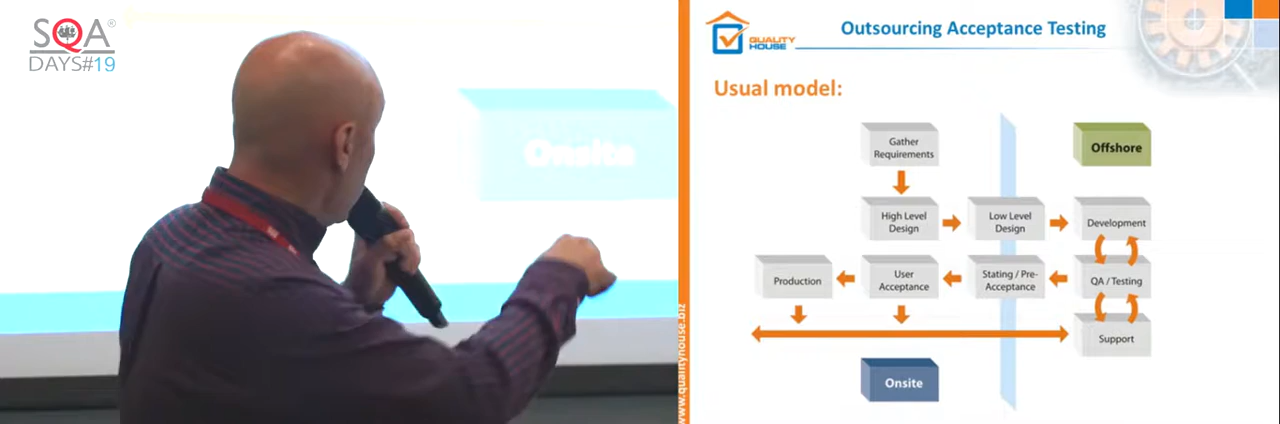 SQA®
DAYS#19
Onsite
QUALITY
HOUSE
Outsourcing Acceptance Testing
Usual model:
Gather
Requirements
Offshore
High Level
Design
Low Level
Design
Development
Production
User
Acceptance
Stating / Pre-
Acceptance
QA / Testing
Support
Onsite
www.qualityhouse.biz